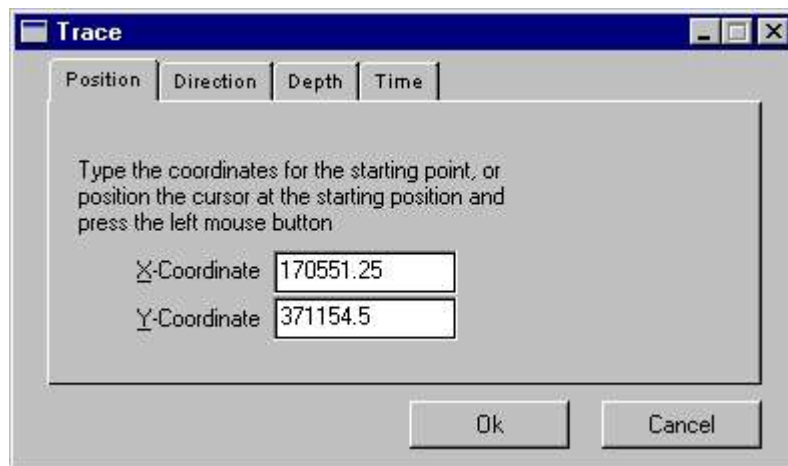 Trace
Position Direction Depth Time
Type the coordinates for the starting point, or
position the cursor at the starting position and
press the left mouse button
X-Coordinate 170551.25
Y-Coordinate 371154.5
Ok Cancel